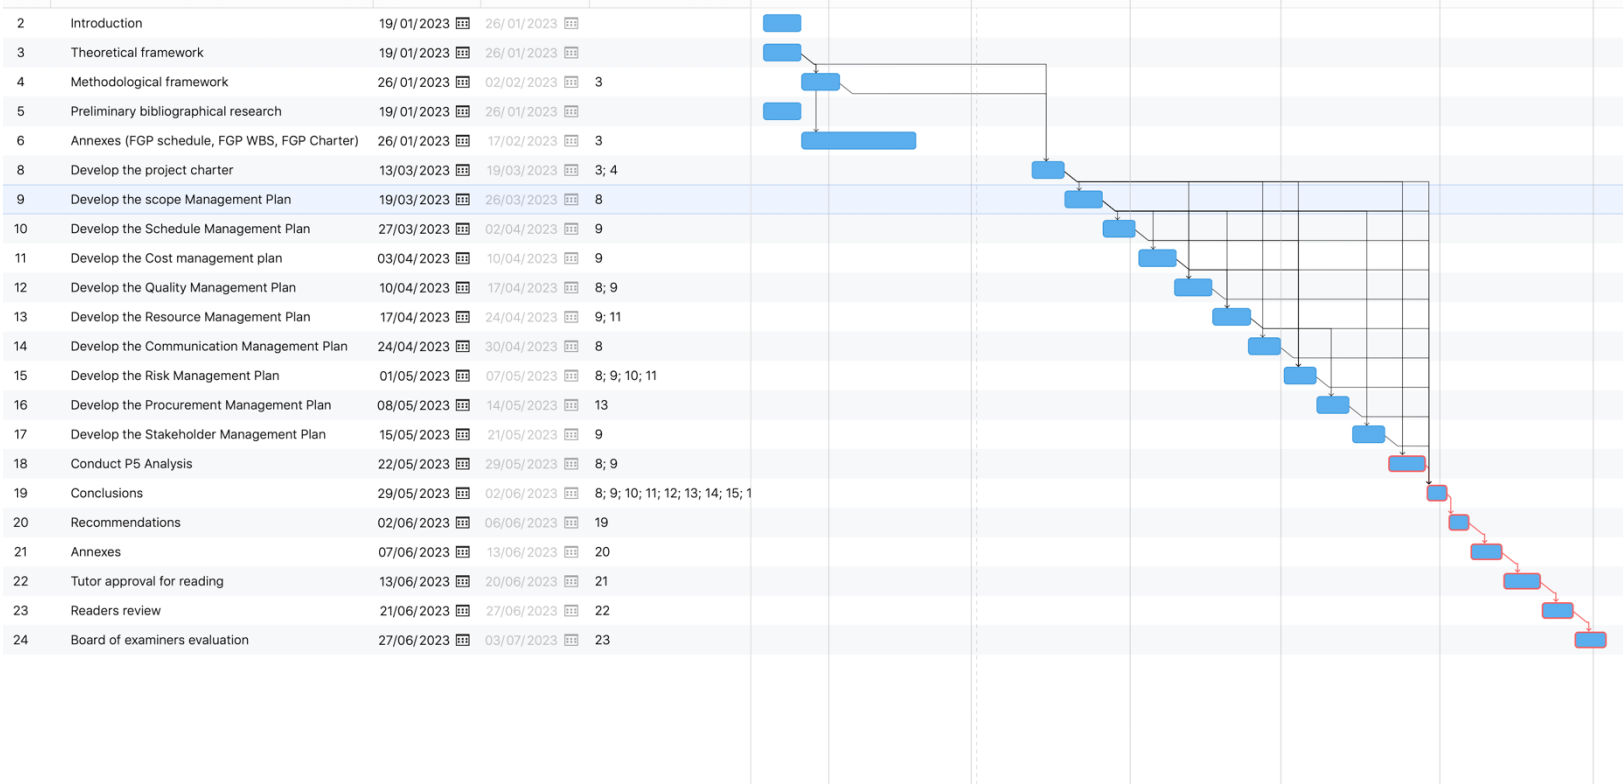 2 Introduction 19/01/2023 26/01/2023
3 Theoretical framework 19/01/2023 26/01/2023
4 Methodological framework 26/01/2023 02/02/2023 3
5 Preliminary bibliographical research 19/01/2023 26/01/2023
6 Annexes (FGP schedule, FGP WBS, FGP Charter) 26/01/2023 17/02/2023 3
8 Develop the project charter 13/03/2023 19/03/2023 3; 4
9 Develop the scope Management Plan 19/03/2023 26/03/2023 8
10 Develop the Schedule Management Plan 27/03/2023 02/04/2023 9
11 Develop the Cost management plan 03/04/2023 10/04/2023 9
12 Develop the Quality Management Plan 10/04/2023 17/04/2023 8; 9
13 Develop the Resource Management Plan 17/04/2023 24/04/2023 9; 11
14 Develop the Communication Management Plan 24/04/2023 30/04/2023 8
15 Develop the Risk Management Plan 01/05/2023 07/05/2023 8; 9; 10; 11
16 Develop the Procurement Management Plan 08/05/2023 14/05/2023 13
17 Develop the Stakeholder Management Plan 15/05/2023 21/05/2023 9
18 Conduct P5 Analysis 22/05/2023 29/05/2023 8; 9
19 Conclusions 29/05/2023 02/06/2023 8; 9; 10; 11; 12; 13; 14; 15; 1
20 Recommendations 02/06/2023 06/06/2023 19
21 Annexes 07/06/2023 13/06/2023 20
22 Tutor approval for reading 13/06/2023 20/06/2023 21
23 Readers review 21/06/2023 27/06/2023 22
24 Board of examiners evaluation 27/06/2023 03/07/2023 23